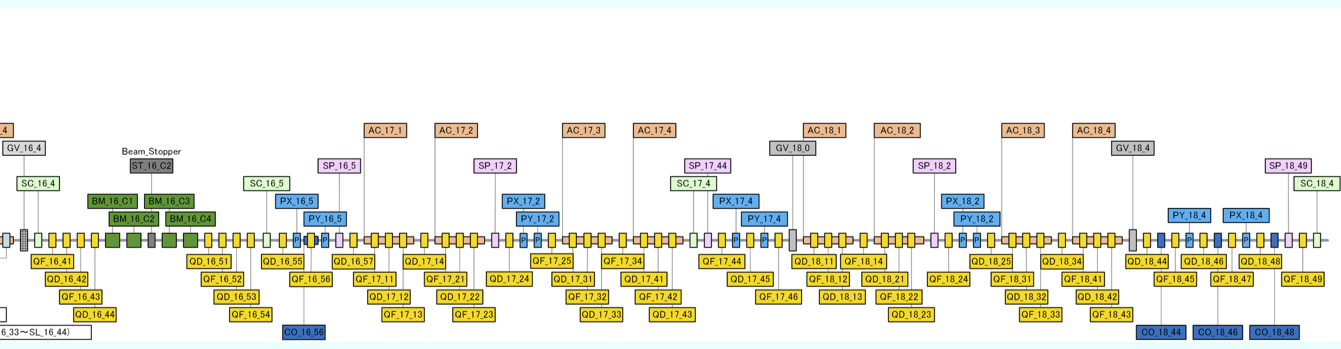 _4 AC_17_1 AC_17_2 AC_17_3 AC_17_4 AC_18_1 AC_18_2 AC_18_3 AC_18_4
GV_16_4 Beam_Stopper GV_18_0 GV_18_4
ST_16_C2 SP_16_5 SP_17_2 SP_17_44 SP_18_2 SP_18_49
SC_16_4 SC_16_5 SC_17_4 SC_18_4
BM_16_C1 BM_16_C3 PX_16_5 PX_17_2 PX_17_4 PX_18_2
BM_16_C2 BM_16_C4 PY_16_5 PY_17_2 PY_17_4 PY_18_2 PY_18_4 PX_18_4
P P P P P P P P P P
QF_16_41 QD_16_51 QD_16_55 QD_16_57 QD_17_14 QF_17_25 QF_17_34 QF_17_44 QD_18_11 QF_18_14 QD_18_25 QD_18_34 QD_18_44 QD_18_46 QD_18_48
QD_16_42 QF_16_52 QF_16_56 QF_17_11 QF_17_21 QD_17_24 QD_17_31 QD_17_41 QD_17_45 QF_18_12 QD_18_21 QF_18_24 QF_18_31 QF_18_41 QF_18_45 QF_18_47 QF_18_49
QF_16_43 QD_16_53 QD_17_12 QD_17_22 QF_17_32 QF_17_42 QF_17_46 QD_18_13 QF_18_22 QD_18_32 QD_18_42
QD_16_44 QF_16_54 QF_17_13 QF_17_23 QD_17_33 QD_17_43 QD_18_23 QF_18_33 QF_18_43
6_33～SL_16_44) CO_16_56 CO_18_44 CO_18_46 CO_18_48